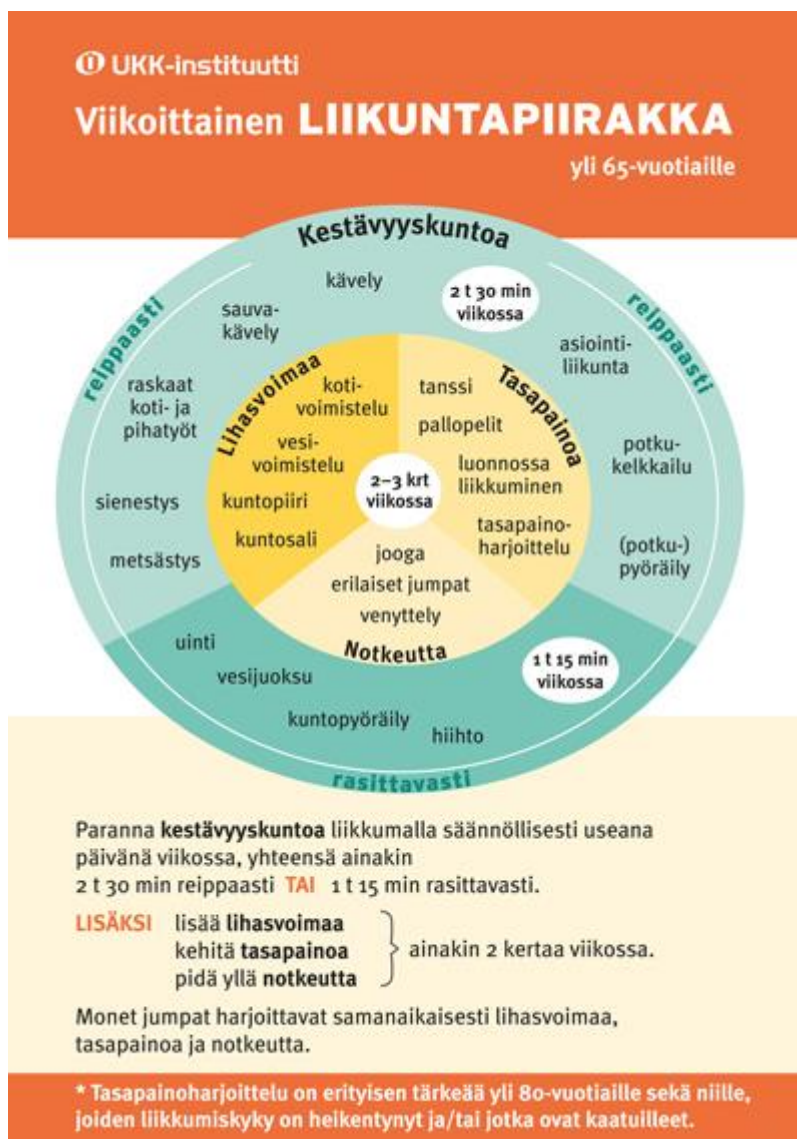 UKK-instituutti
Viikoittainen LIIKUNTAPIIRAKKA
yli 65-vuotiaille
Kestävyyskuntoa
reippaasti
reippaasti
kävely
2 t 30 min
viikossa
sauva-
kävely
asiointi-
liikunta
raskaat
koti- ja
pihatyöt
potku-
kelkkailu
sienestys
metsästys
(potku-)
pyöräily
Lihasvoimaa
koti-
voimistelu
vesi-
voimistelu
kuntopiiri
kuntosali
Tasapainoa
tanssi
pallopelit
luonnossa
liikkuminen
tasapaino-
harjoittelu
2–3 krt
viikossa
jooga
erilaiset jumpat
venyttely
Notkeutta
uinti
vesijuoksu
kuntopyöräily
hiihto
1 t 15 min
viikossa
rasittavasti
Paranna kestävyyskuntoa liikkumalla säännöllisesti useana
päivänä viikossa, yhteensä ainakin
2 t 30 min reippaasti TAI 1 t 15 min rasittavasti.
LISÄKSI lisää lihasvoimaa
kehitä tasapainoa
pidä yllä notkeutta
ainakin 2 kertaa viikossa.
Monet jumpat harjoittavat samanaikaisesti lihasvoimaa,
tasapainoa ja notkeutta.
* Tasapainoharjoittelu on erityisen tärkeää yli 80-vuotiaille sekä niille,
joiden liikkumiskyky on heikentynyt ja/tai jotka ovat kaatuilleet.